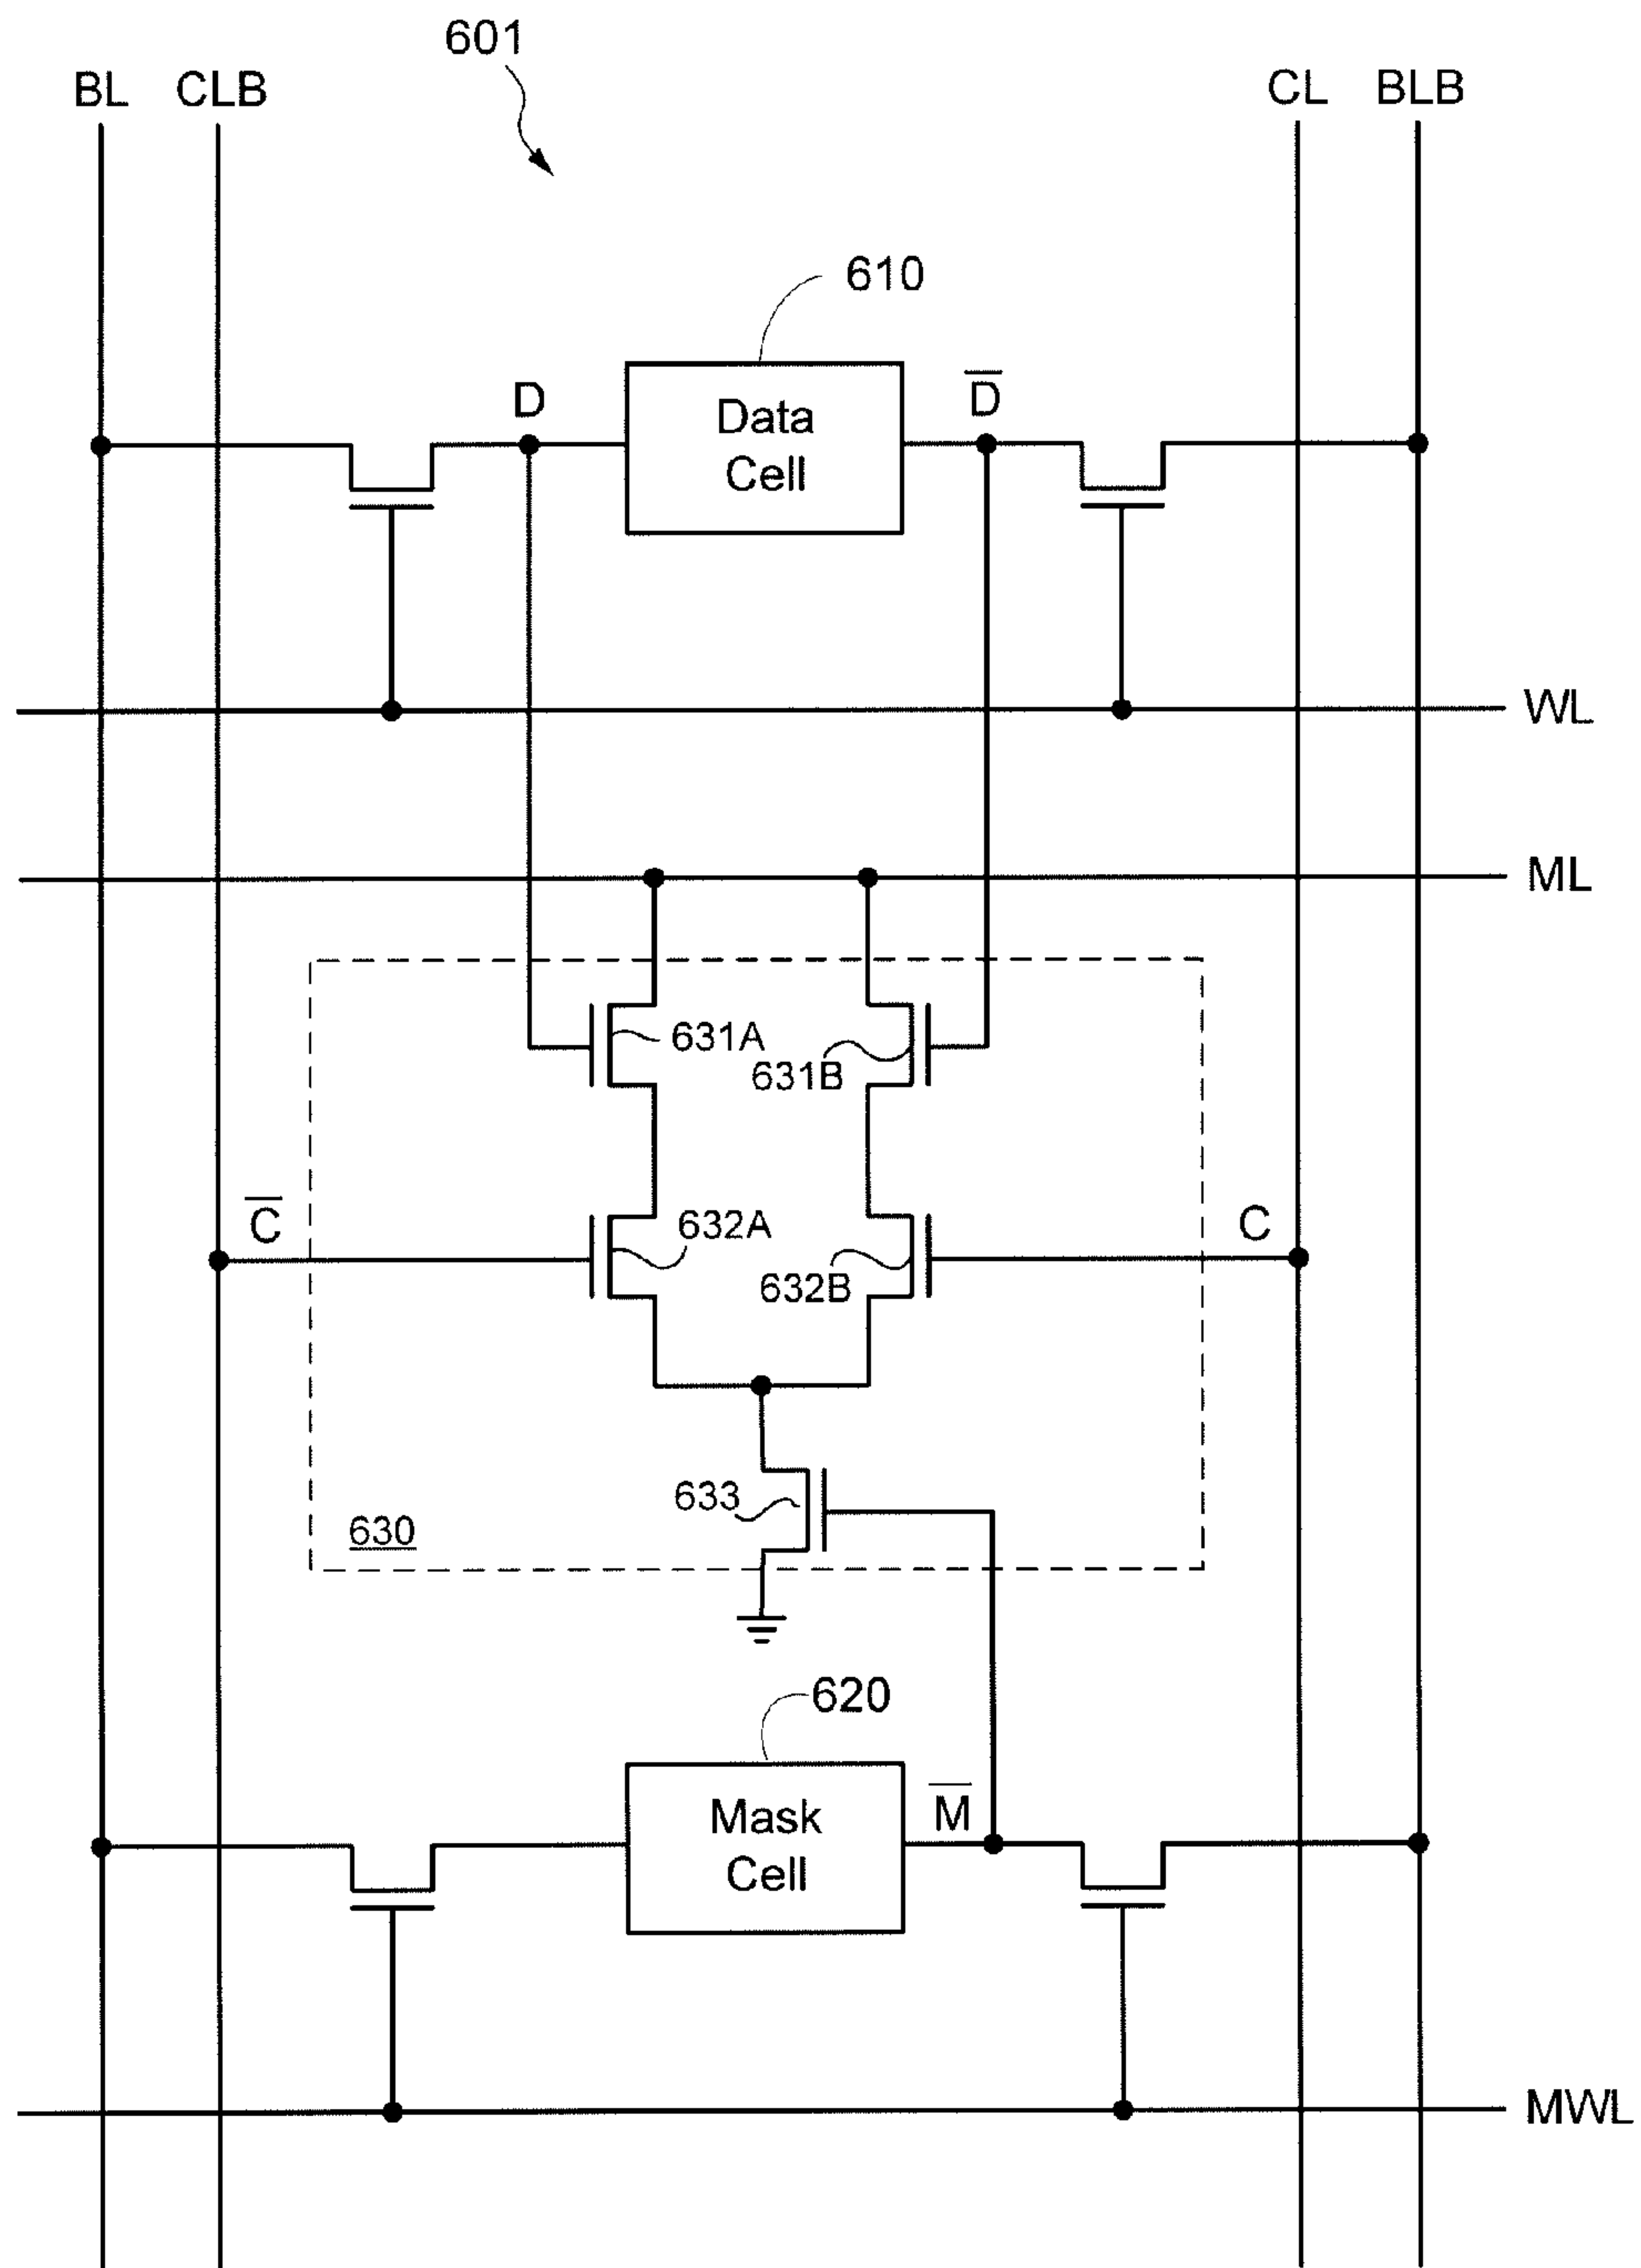 601
BL CLB CL BLB
610
D Data D̅
Cell
WL
ML
631A
631B
C̅ 632A C
632B
633
630
620
Mask M̅
Cell
MWL